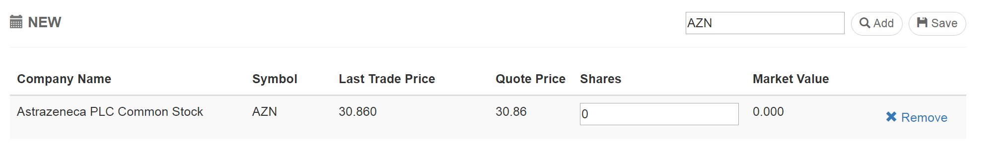 NEW AZN Add Save
Company Name Symbol Last Trade Price Quote Price Shares Market Value
Astrazeneca PLC Common Stock AZN 30.860 30.86 0 0.000 Remove